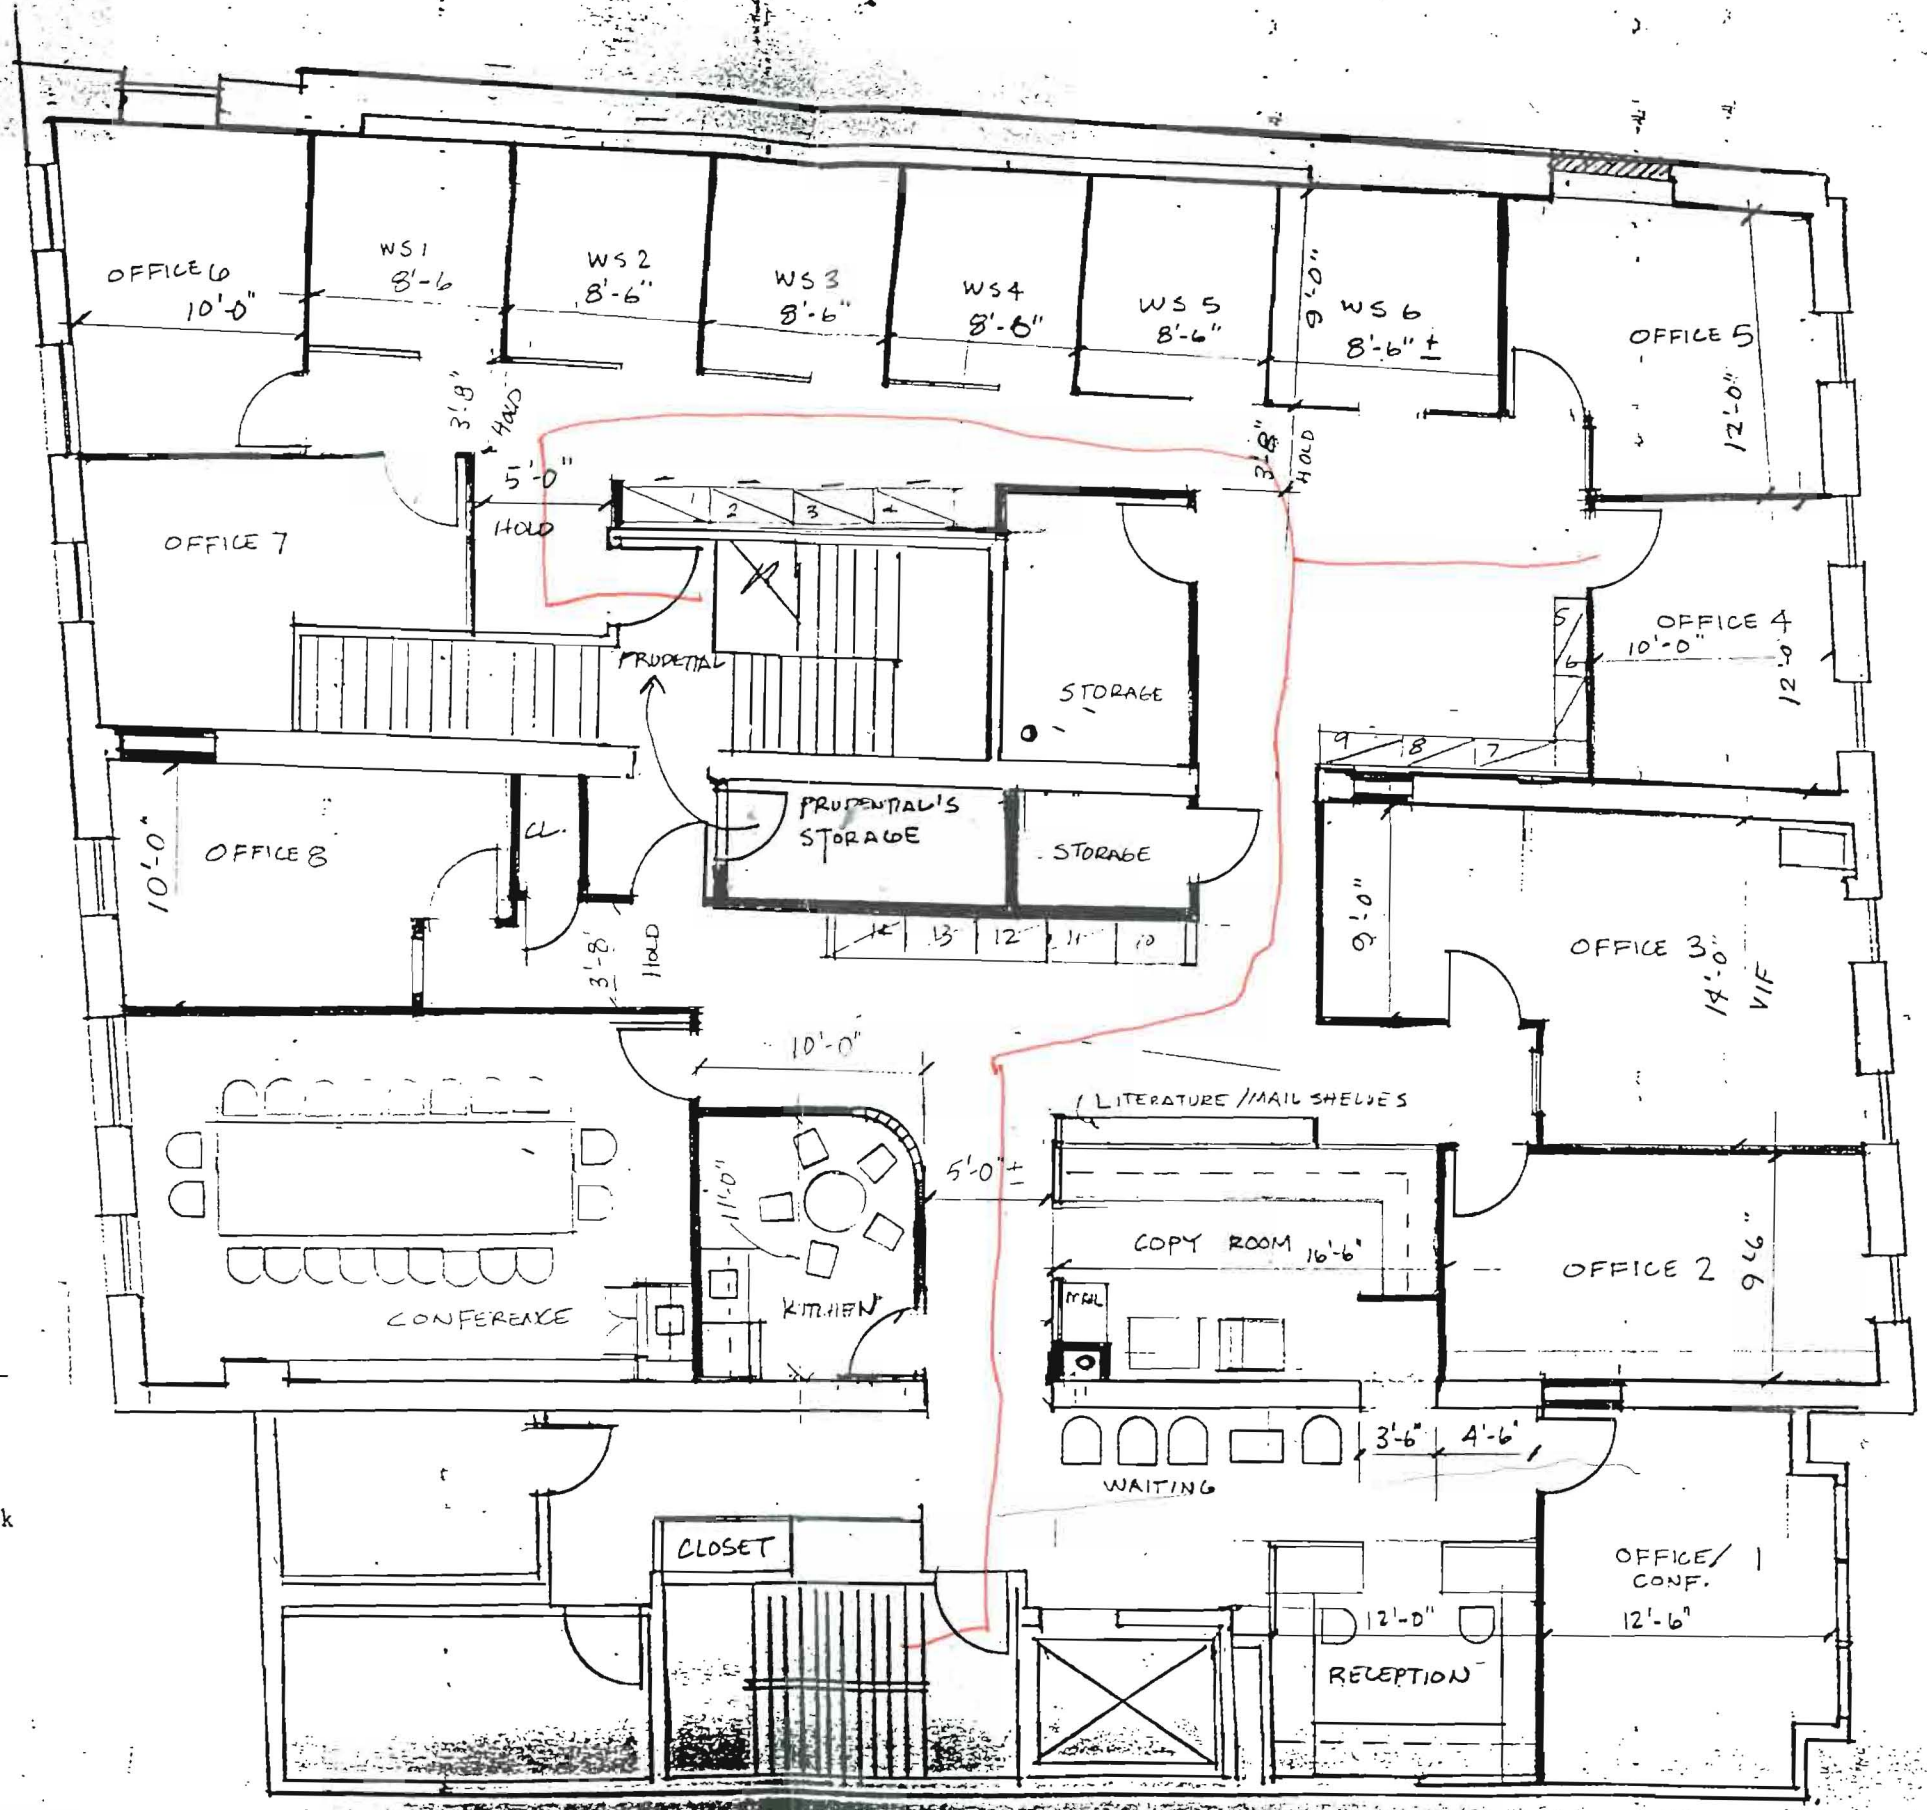 OFFICE 6
10'-0"
WS 1
8'-6
WS 2
8'-6"
WS 3
8'-6"
WS 4
8'-6"
WS 5
8'-6"
9'-0"
WS 6
8'-6" ±
OFFICE 5
12'-0"
3'-8"
HOLD
3'-8"
HOLD
5'-0"
HOLD
1
2
3
4
OFFICE 7
PRUDETIAL
STORAGE
5
6
OFFICE 4
10'-0"
12'-0
9
8
7
10'-0"
OFFICE 8
CL.
PRUDENTIAL'S
STORAGE
STORAGE
9'-0"
OFFICE 3
14'-0"
VIF
3'-8'
HOLD
14
13
12
11
10
10'-0"
LITERATURE/MAIL SHELVES
5'-0" ±
11'-0"
KITCHEN
CONFERENCE
COPY ROOM 16'-6"
MAIL
OFFICE 2
9'6"
3'-6"
4'-6"
WAITING
k
CLOSET
OFFICE/ 1
CONF.
12'-6"
12'-0"
RECEPTION